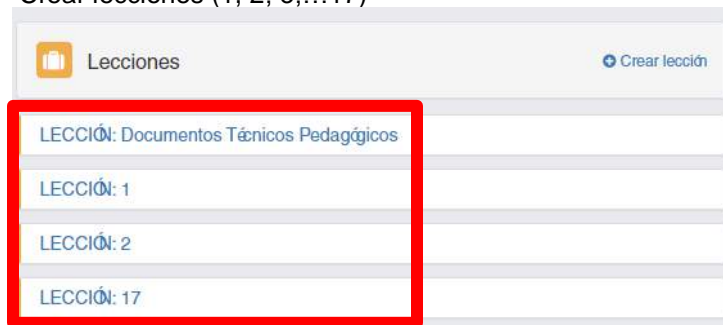 Crear lecciones (1, 2, 3,…17)
Lecciones
Crear lección
LECCIÓN: Documentos Técnicos Pedagógicos
LECCIÓN: 1
LECCIÓN: 2
LECCIÓN: 17